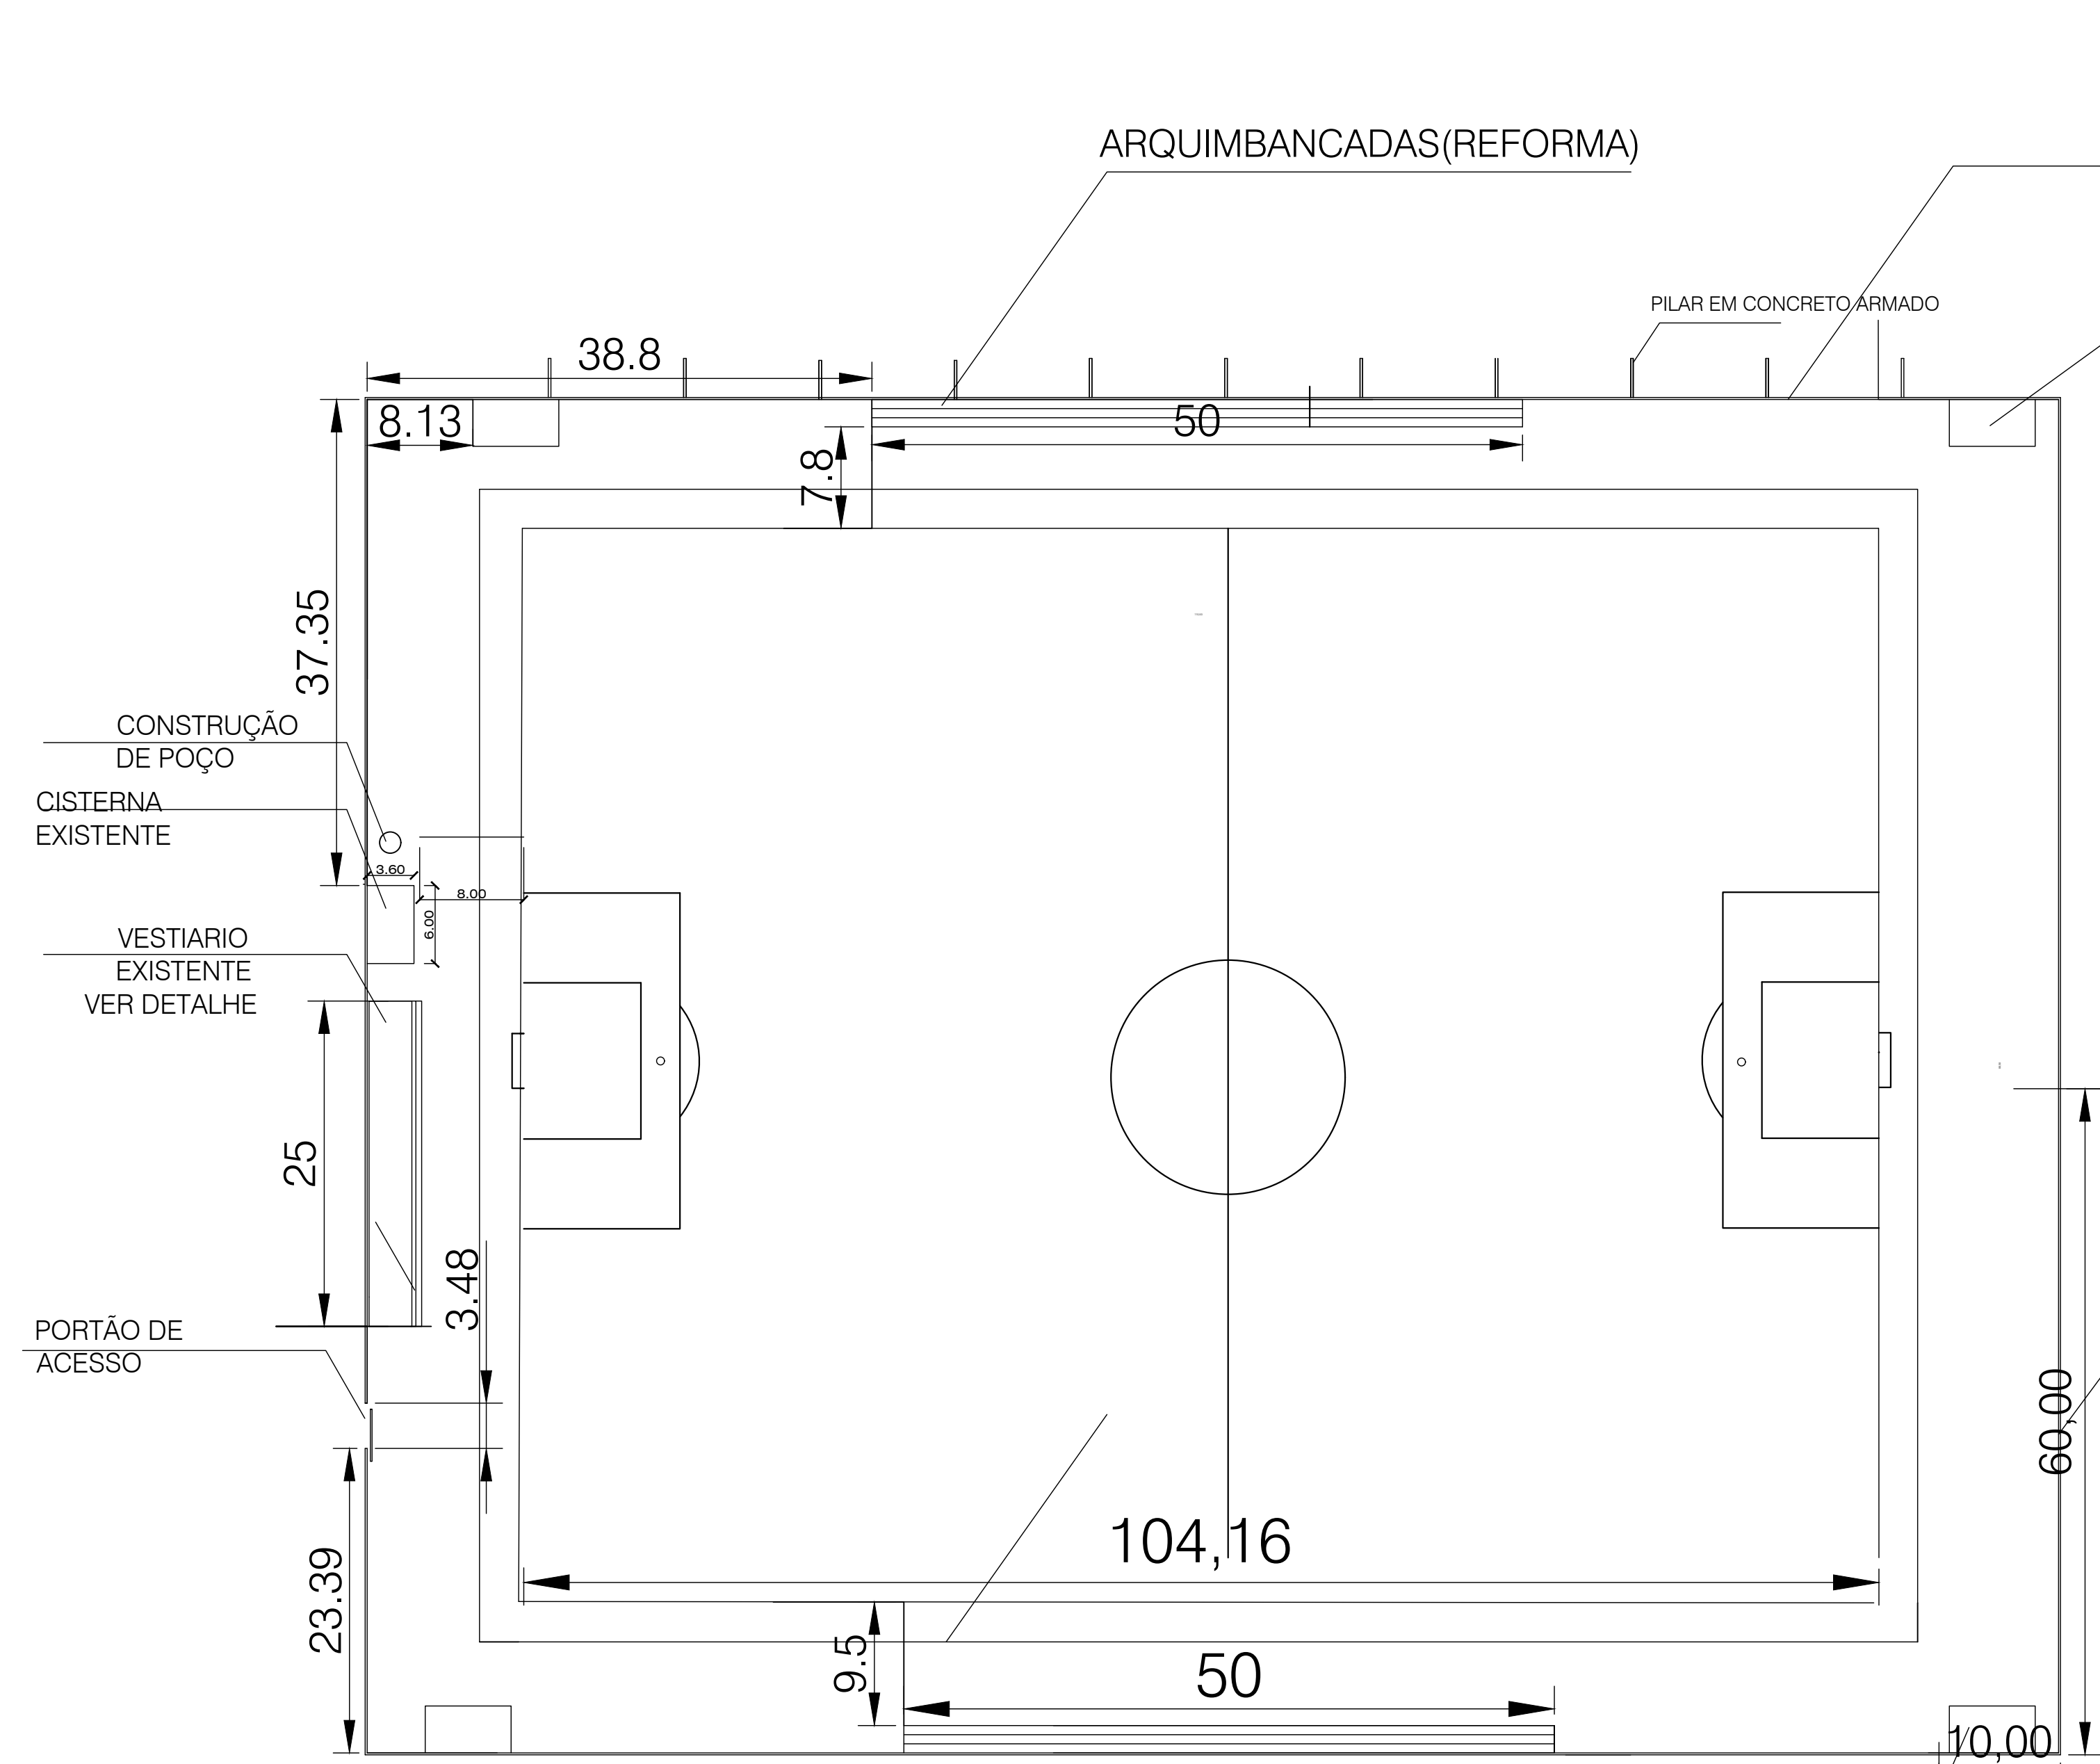 ARQUIMBANCADAS(REFORMA)
PILAR EM CONCRETO ARMADO
38.8
8.13
50
7.8
37.35
CONSTRUÇÃO
DE POÇO
CISTERNA
EXISTENTE
3.60
8.00
6.00
VESTIARIO
EXISTENTE
VER DETALHE
25
3.48
PORTÃO DE
ACESSO
60,00
104,16
23.39
9.5
50
10,00